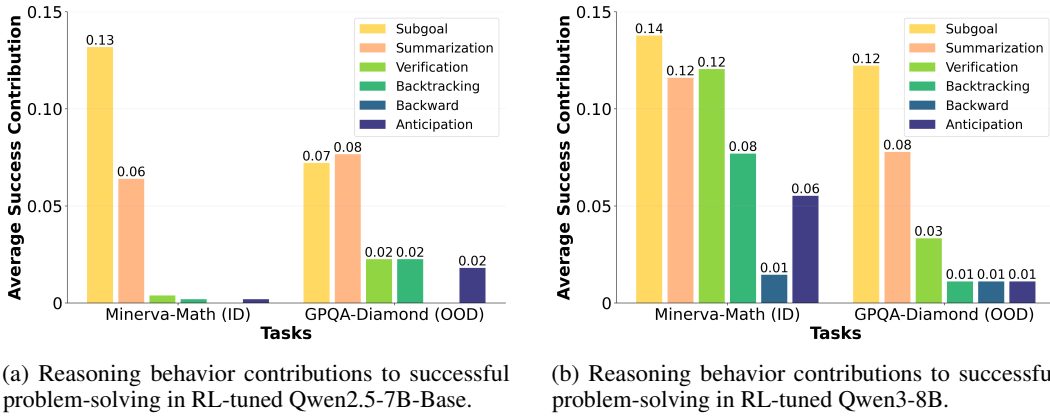 0.15
0.10
0.05
0
Average Success Contribution
Subgoal
Summarization
Verification
Backtracking
Backward
Anticipation
0.13
0.06
0.07
0.08
0.02
0.02
0.02
Minerva-Math (ID)
GPQA-Diamond (OOD)
Tasks
(a) Reasoning behavior contributions to successful
problem-solving in RL-tuned Qwen2.5-7B-Base.
0.15
0.10
0.05
0
Average Success Contribution
Subgoal
Summarization
Verification
Backtracking
Backward
Anticipation
0.14
0.12
0.12
0.08
0.01
0.06
0.12
0.08
0.03
0.01
0.01
0.01
Minerva-Math (ID)
GPQA-Diamond (OOD)
Tasks
(b) Reasoning behavior contributions to successfu
problem-solving in RL-tuned Qwen3-8B.